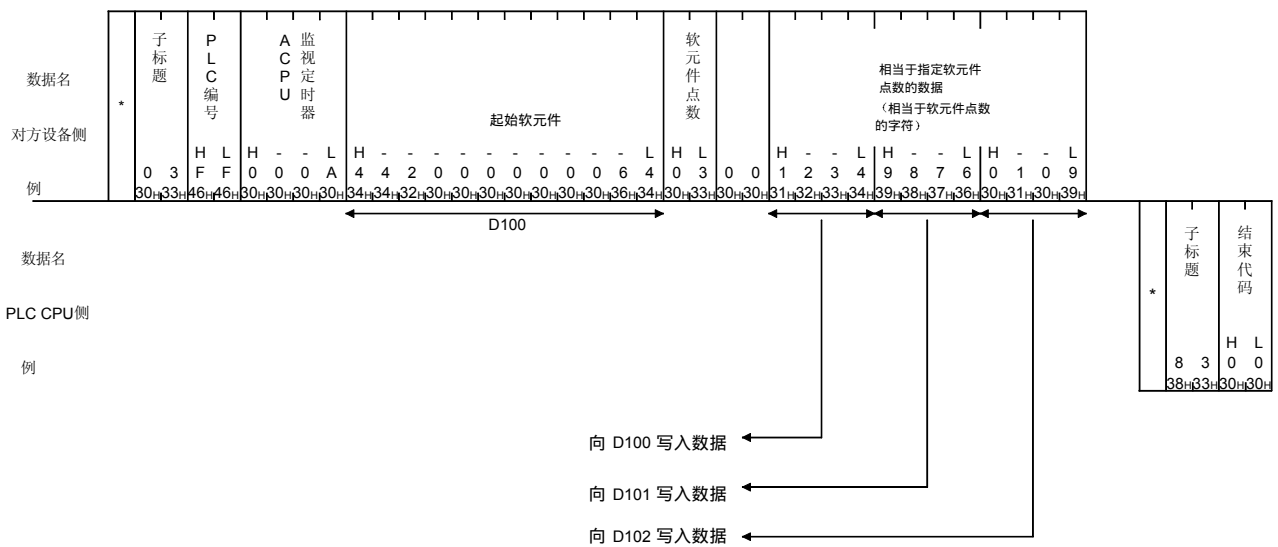 子标题
PLC编号
ACPU
监视定时器
软元件点数
数据名
*
起始软元件
相当于指定软元件
点数的数据
（相当于软元件点数
的字符）
对方设备侧
H L H - - L H - - - - - - - - - - L H L H - - L H - - L H - - L
0 3 F F 0 0 0 A 4 4 2 0 0 0 0 0 0 0 6 4 0 3 0 0 1 2 3 4 9 8 7 6 0 1 0 9
例
30H 33H 46H 46H 30H 30H 30H 30H 34H 34H 32H 30H 30H 30H 30H 30H 30H 30H 36H 34H 30H 33H 30H 30H 31H 32H 33H 34H 39H 38H 37H 36H 30H 31H 30H 39H
D100
子标题
结束代码
数据名
*
PLC CPU侧
H L
例
8 3 0 0
38H 33H 30H 30H
向 D100 写入数据
向 D101 写入数据
向 D102 写入数据